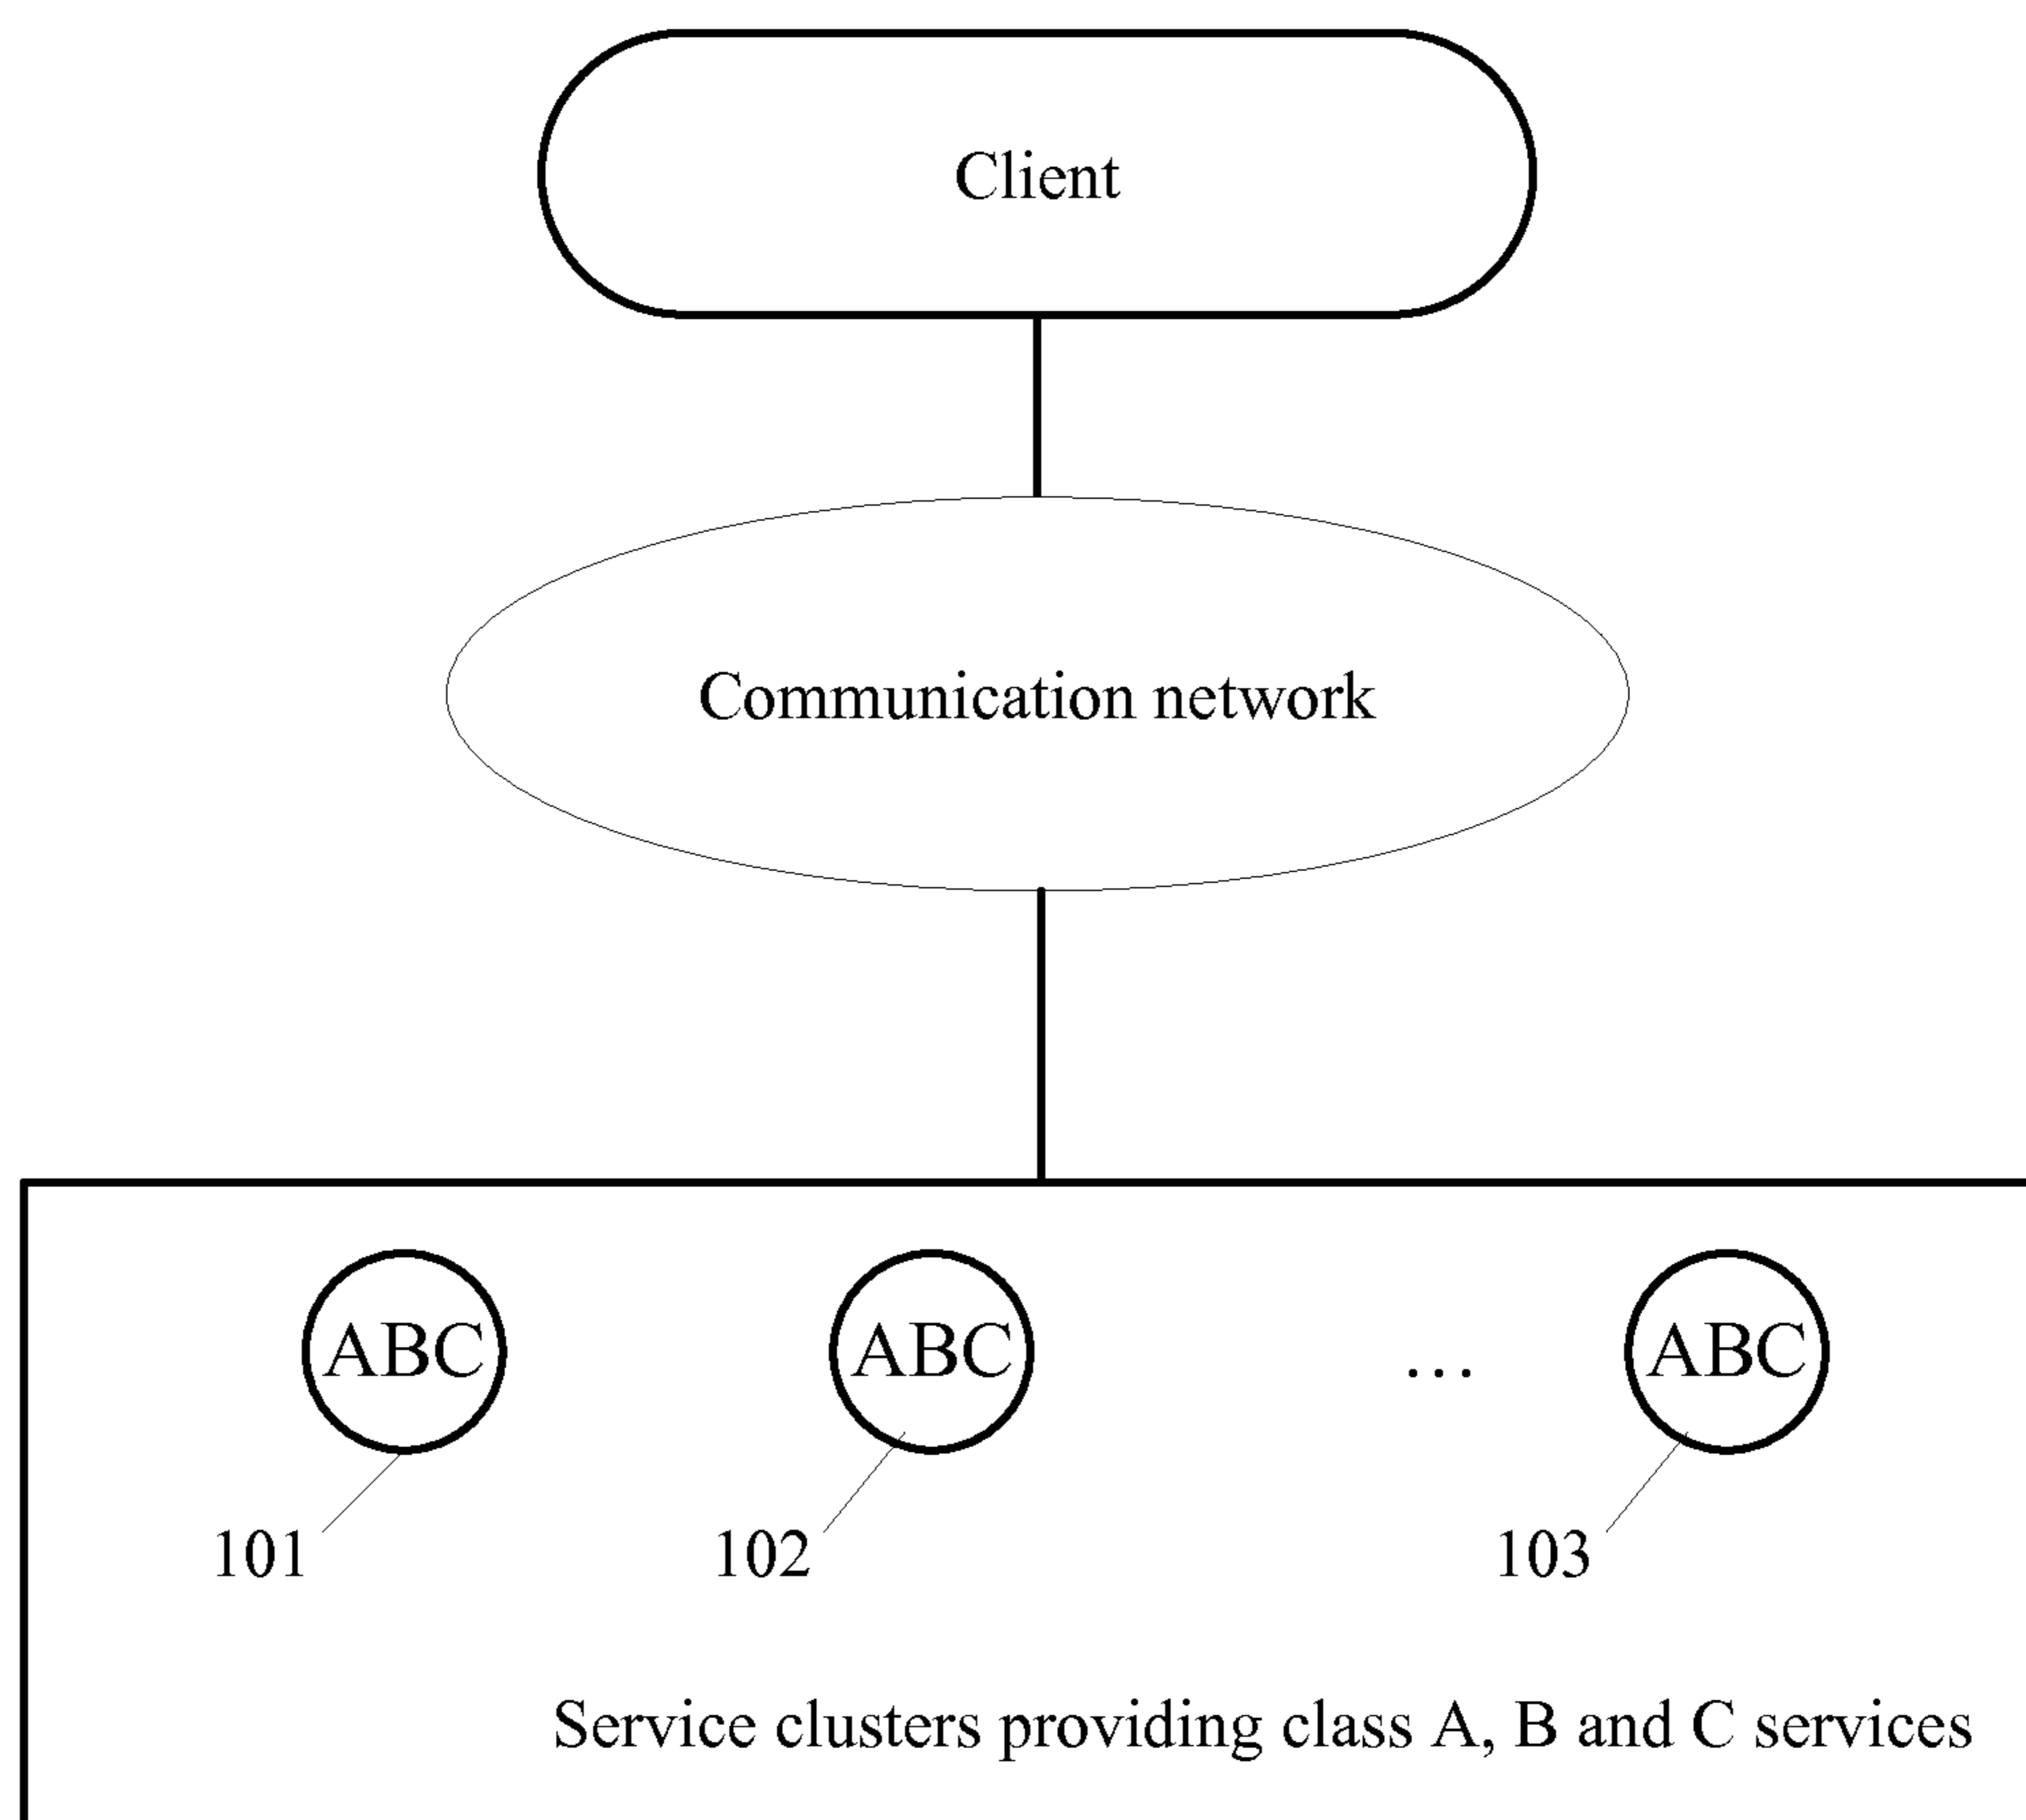 Client
Communication network
ABC ABC ... ABC
101 102 103
Service clusters providing class A, B and C services